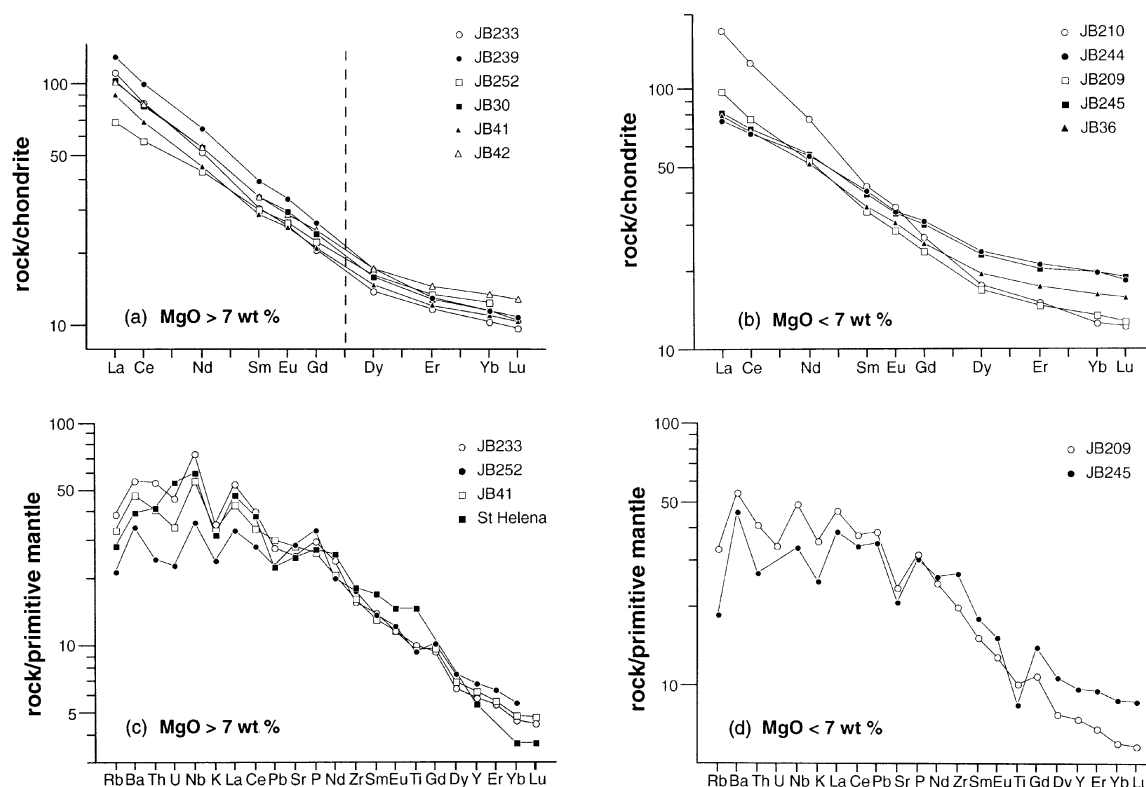 rock/chondrite
100
50
10
JB233
JB239
JB252
JB30
JB41
JB42
(a) MgO > 7 wt %
La Ce Nd Sm Eu Gd Dy Er Yb Lu
rock/chondrite
100
50
10
JB210
JB244
JB209
JB245
JB36
(b) MgO < 7 wt %
La Ce Nd Sm Eu Gd Dy Er Yb Lu
rock/primitive mantle
100
50
10
5
JB233
JB252
JB41
St Helena
(c) MgO > 7 wt %
Rb Ba Th U Nb K La Ce Pb Sr P Nd Zr Sm Eu Ti Gd Dy Y Er Yb Lu
rock/primitive mantle
100
50
10
JB209
JB245
(d) MgO < 7 wt %
Rb Ba Th U Nb K La Ce Pb Sr P Nd Zr Sm Eu Ti Gd Dy Y Er Yb Lu